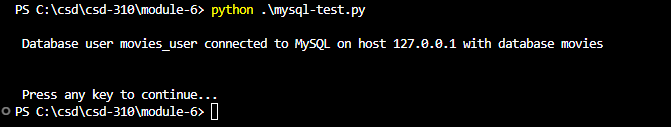 PS C:\csd\csd-310\module-6> python .\mysql-test.py
Database user movies_user connected to MySQL on host 127.0.0.1 with database movies
Press any key to continue...
PS C:\csd\csd-310\module-6>